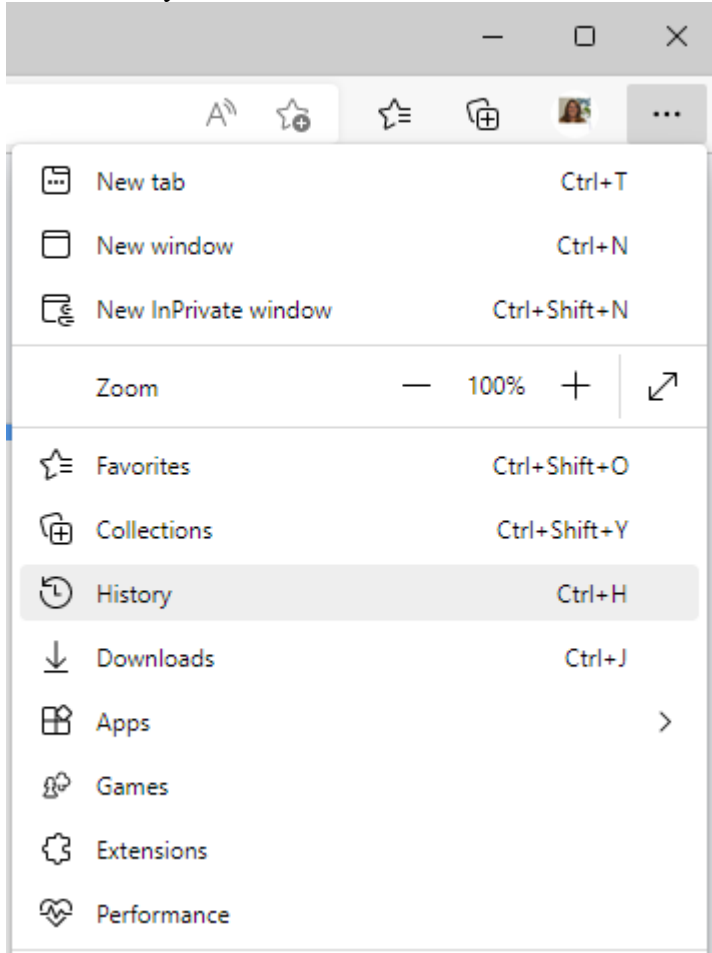 New tab Ctrl+T
New window Ctrl+N
New InPrivate window Ctrl+Shift+N
Zoom — 100% +
Favorites Ctrl+Shift+O
Collections Ctrl+Shift+Y
History Ctrl+H
Downloads Ctrl+J
Apps
Games
Extensions
Performance